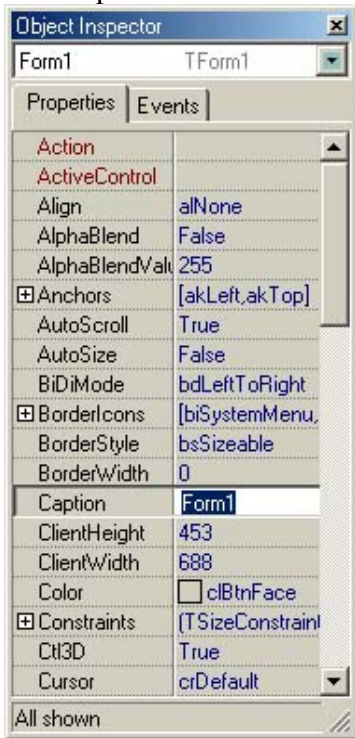 Object Inspector
Form1 TForm1
Properties Events
Action
ActiveControl
Align alNone
AlphaBlend False
AlphaBlendValu 255
Anchors [akLeft,akTop]
AutoScroll True
AutoSize False
BiDiMode bdLeftToRight
BorderIcons [biSystemMenu,
BorderStyle bsSizeable
BorderWidth 0
Caption Form1
ClientHeight 453
ClientWidth 688
Color clBtnFace
Constraints (TSizeConstraint
Ctl3D True
Cursor crDefault
All shown